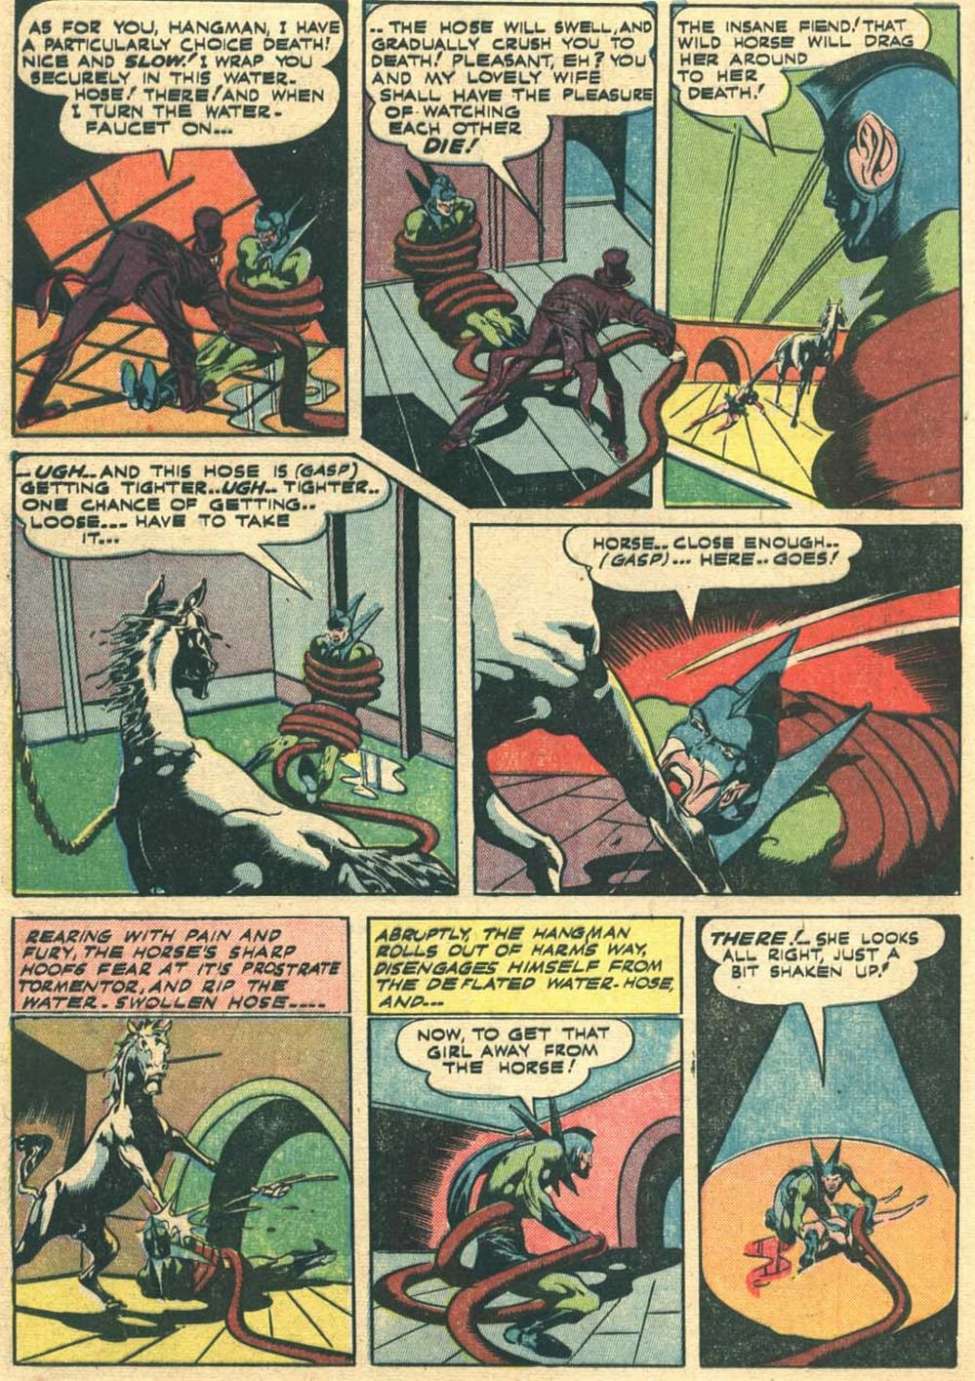 AS FOR YOU, HANGMAN, I HAVE
A PARTICULARLY CHOICE DEATH!
NICE AND SLOW! I WRAP YOU
SECURELY IN THIS WATER-
HOSE! THERE! AND WHEN
I TURN THE WATER-
FAUCET ON...
.. THE HOSE WILL SWELL, AND
GRADUALLY CRUSH YOU TO
DEATH! PLEASANT, EH? YOU
AND MY LOVELY WIFE
SHALL HAVE THE PLEASURE
OF WATCHING
EACH OTHER
DIE!
THE INSANE FIEND! THAT
WILD HORSE WILL DRAG
HER AROUND
TO HER
DEATH!
..UGH.. AND THIS HOSE IS (GASP)
GETTING TIGHTER..UGH.. TIGHTER..
ONE CHANCE OF GETTING..
LOOSE.... HAVE TO TAKE
IT...
HORSE.. CLOSE ENOUGH..
(GASP)... HERE.. GOES!
REARING WITH PAIN AND
FURY, THE HORSE'S SHARP
HOOFS FEAR AT IT'S PROSTRATE
TORMENTOR, AND RIP THE
WATER-SWOLLEN HOSE....
ABRUPTLY, THE HANGMAN
ROLLS OUT OF HARMS WAY,
DISENGAGES HIMSELF FROM
THE DEFLATED WATER-HOSE,
AND...
NOW, TO GET THAT
GIRL AWAY FROM
THE HORSE!
THERE!.. SHE LOOKS
ALL RIGHT, JUST A
BIT SHAKEN UP!